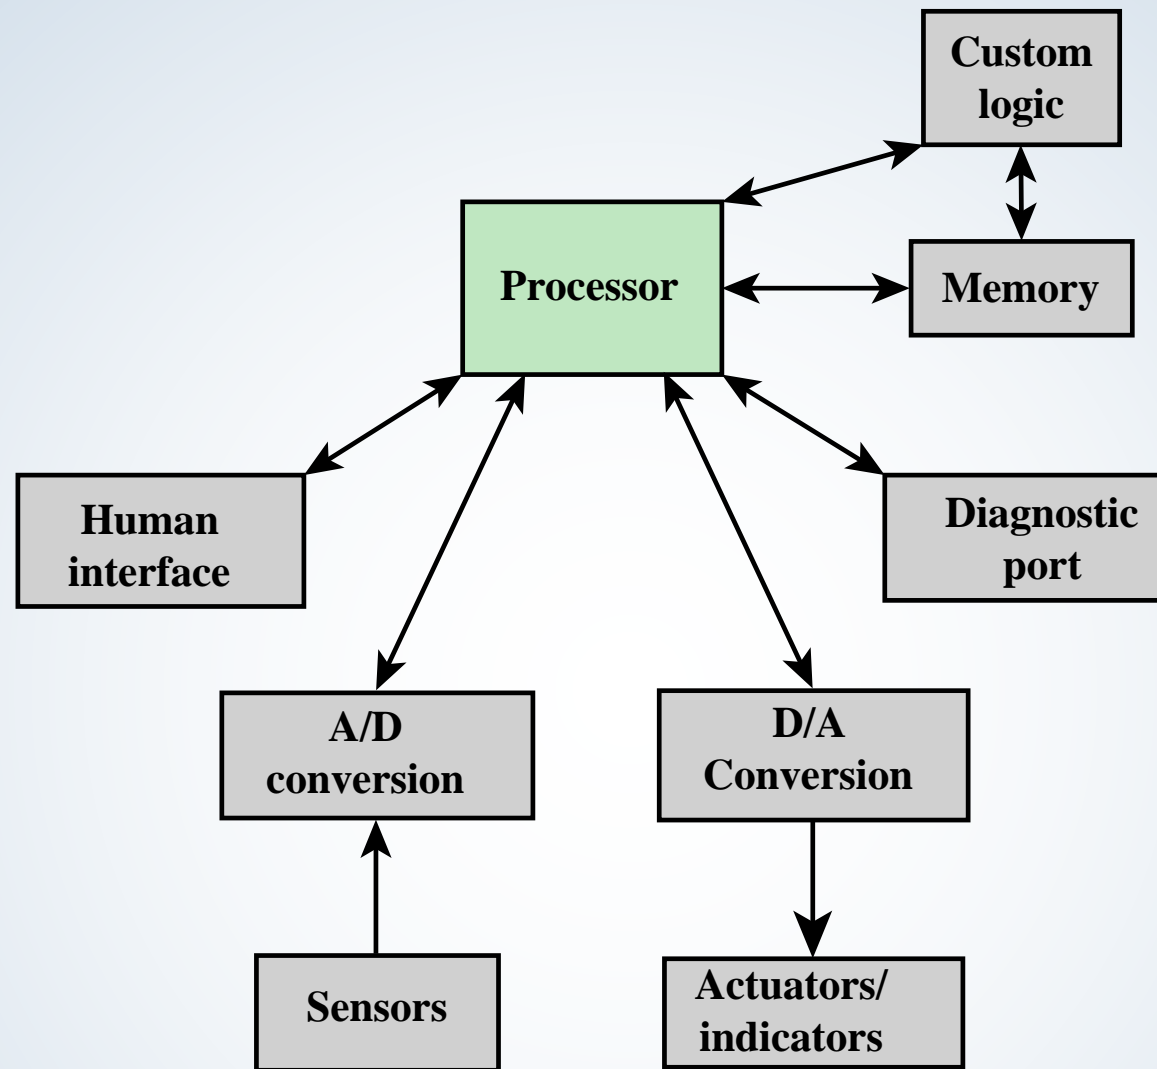 Custom
logic
Processor
Memory
Human
interface
Diagnostic
port
A/D
conversion
D/A
Conversion
Sensors
Actuators/
indicators